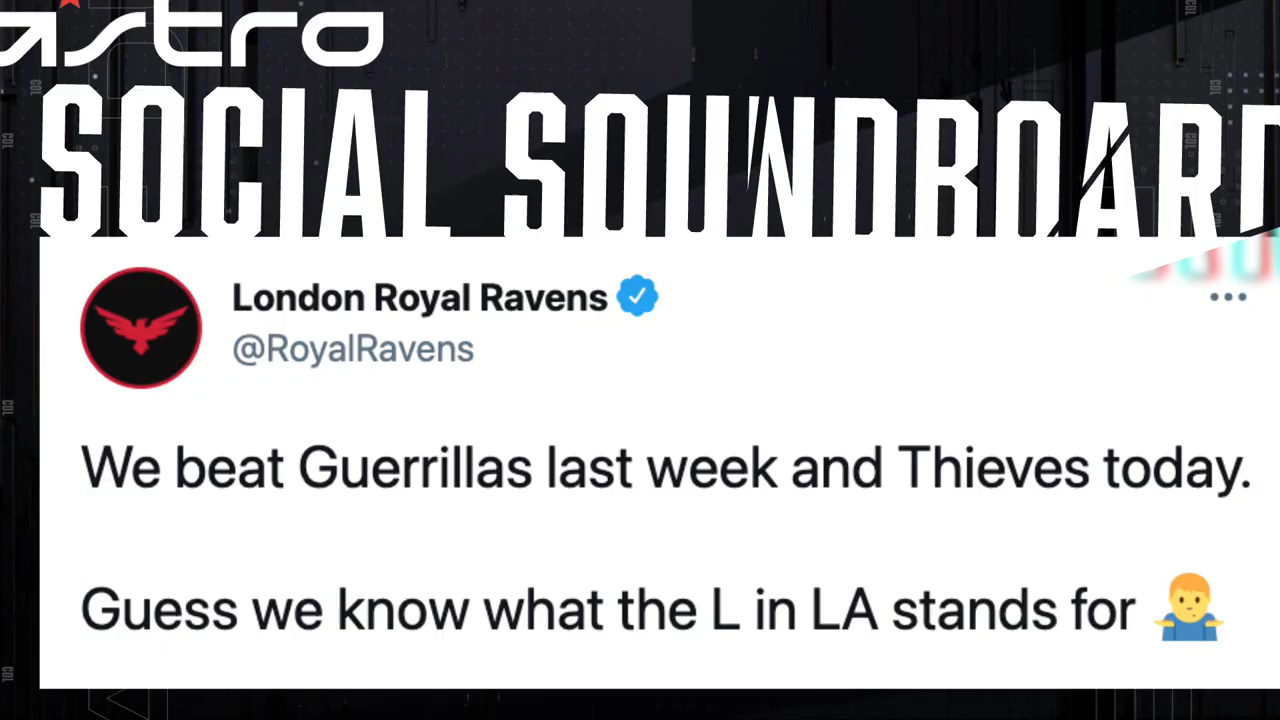 astro
SOCIAL SOUNDBOARD
London Royal Ravens
@RoyalRavens
We beat Guerrillas last week and Thieves today.
Guess we know what the L in LA stands for 🤷‍♂️